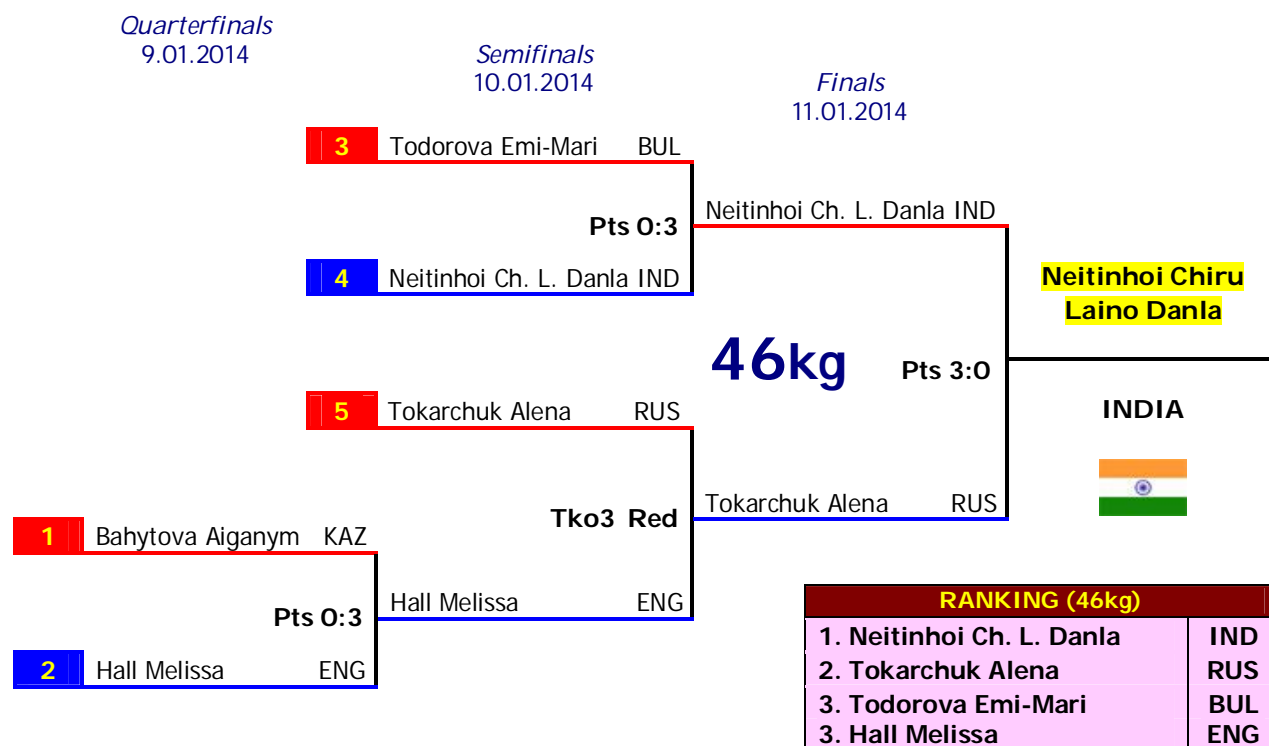 Quarterfinals
9.01.2014
Semifinals
10.01.2014
Finals
11.01.2014
3 Todorova Emi-Mari BUL
Pts 0:3
Neitinhoi Ch. L. Danla IND
4 Neitinhoi Ch. L. Danla IND
Neitinhoi Chiru
Laino Danla
46kg
Pts 3:0
5 Tokarchuk Alena RUS
INDIA
Tko3 Red
Tokarchuk Alena RUS
1 Bahytova Aiganym KAZ
Pts 0:3
Hall Melissa ENG
2 Hall Melissa ENG
RANKING (46kg)
1. Neitinhoi Ch. L. Danla IND
2. Tokarchuk Alena RUS
3. Todorova Emi-Mari BUL
3. Hall Melissa ENG